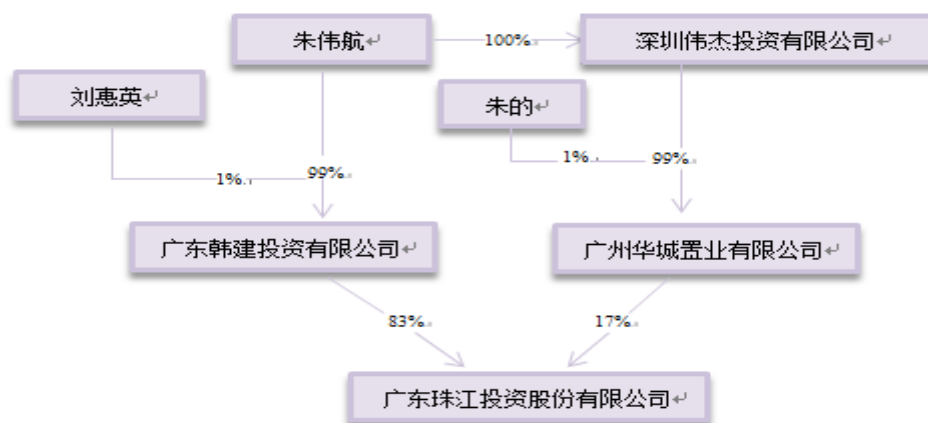 朱伟航
100%
深圳伟杰投资有限公司
刘惠英
朱的
1%
99%
1%
99%
广东韩建投资有限公司
广州华城置业有限公司
83%
17%
广东珠江投资股份有限公司